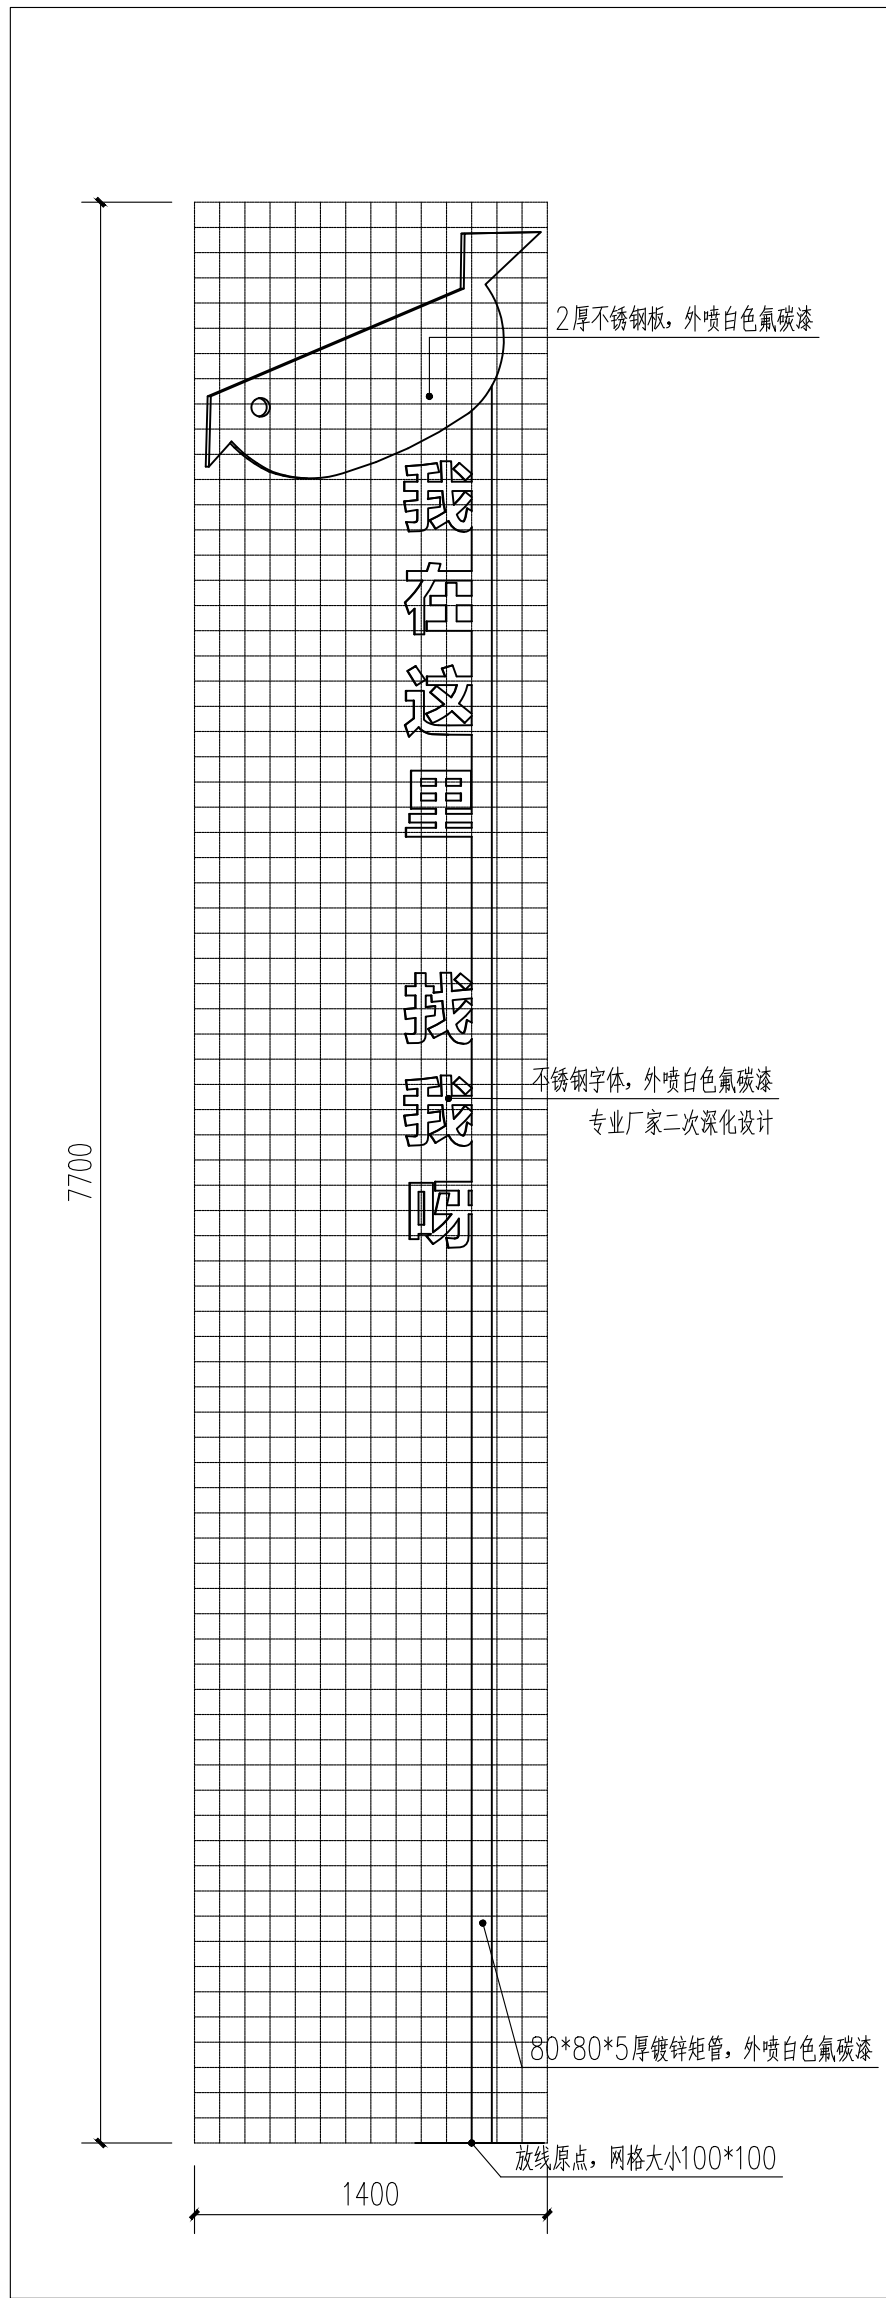 2厚不锈钢板，外喷白色氟碳漆
我
在
这
里
找
我
呀
不锈钢字体，外喷白色氟碳漆
专业厂家二次深化设计
7700
80*80*5厚镀锌矩管，外喷白色氟碳漆
放线原点，网格大小100*100
1400